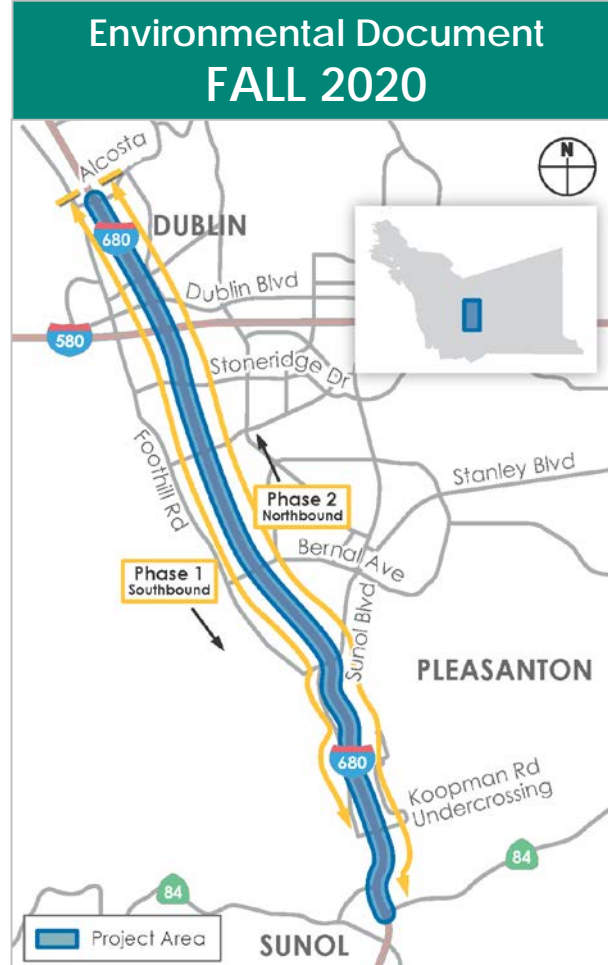 Environmental Document
FALL 2020
Alcosta
N
680
DUBLIN
Dublin Blvd
580
Stoneridge Dr
Foothill Rd
Stanley Blvd
Phase 2
Northbound
Bernal Ave
Phase 1
Southbound
Sunol Blvd
PLEASANTON
680
Koopman Rd
Undercrossing
84
84
Project Area
SUNOL